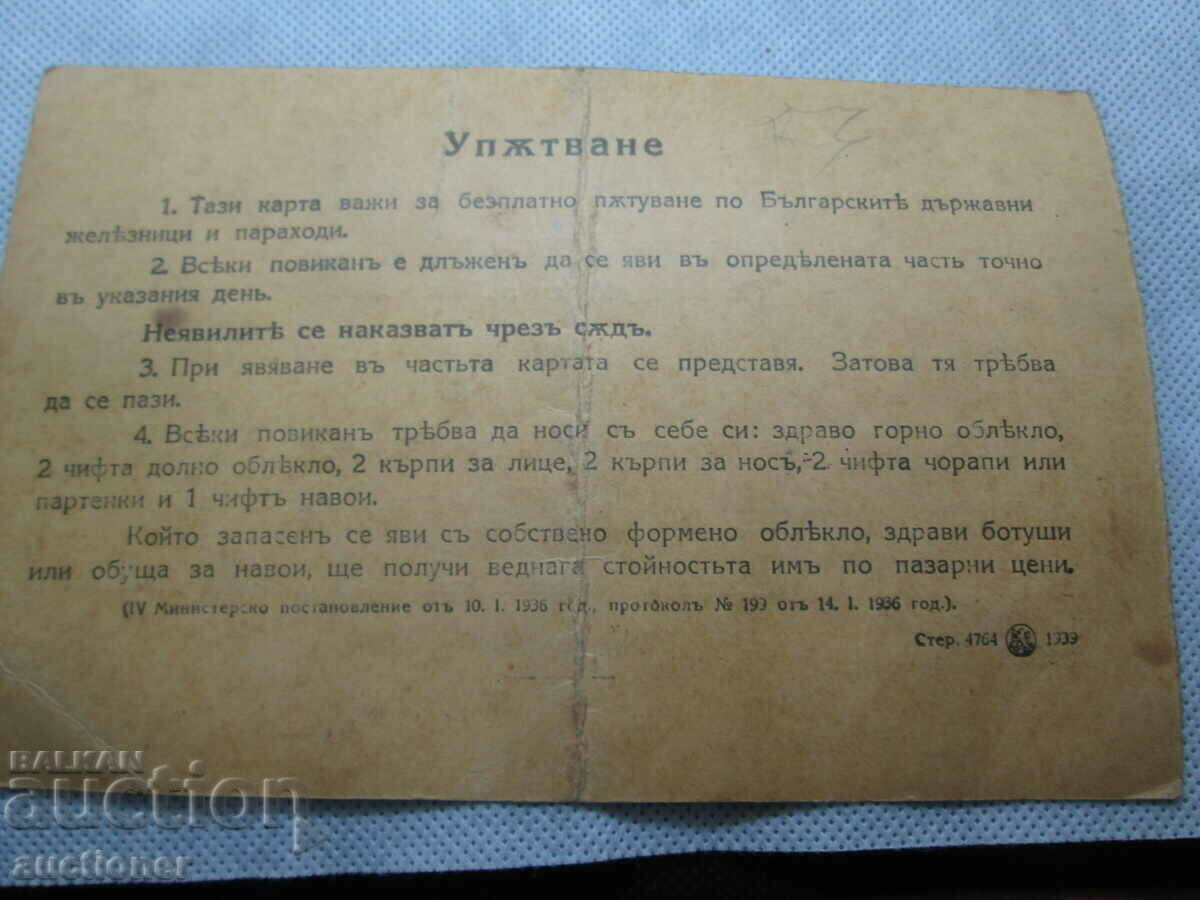 Упѫтване
1. Тази карта важи за безплатно пѫтуване по Българскитѣ държавни
желѣзници и параходи.
2. Всѣки повиканъ е длъженъ да се яви въ опредѣлената часть точно
въ указания день.
Неявилитѣ се наказватъ чрезъ сѫдъ.
3. При явяване въ частьта картата се представя. Затова тя трѣбва
да се пази.
4. Всѣки повиканъ трѣбва да носи съ себе си: здраво горно облѣкло,
2 чифта долно облѣкло, 2 кърпи за лице, 2 кърпи за носъ, 2 чифта чорапи или
партенки и 1 чифтъ навои.
Който запасенъ се яви съ собствено формено облѣкло, здрави ботуши
или обуща за навои, ще получи веднага стойностьта имъ по пазарни цени.
(IV Министерско постановление отъ 10. I. 1936 год., протоколъ № 199 отъ 14. I. 1936 год.).
Стер. 4764 1939
BALKAN
auction
auctioner